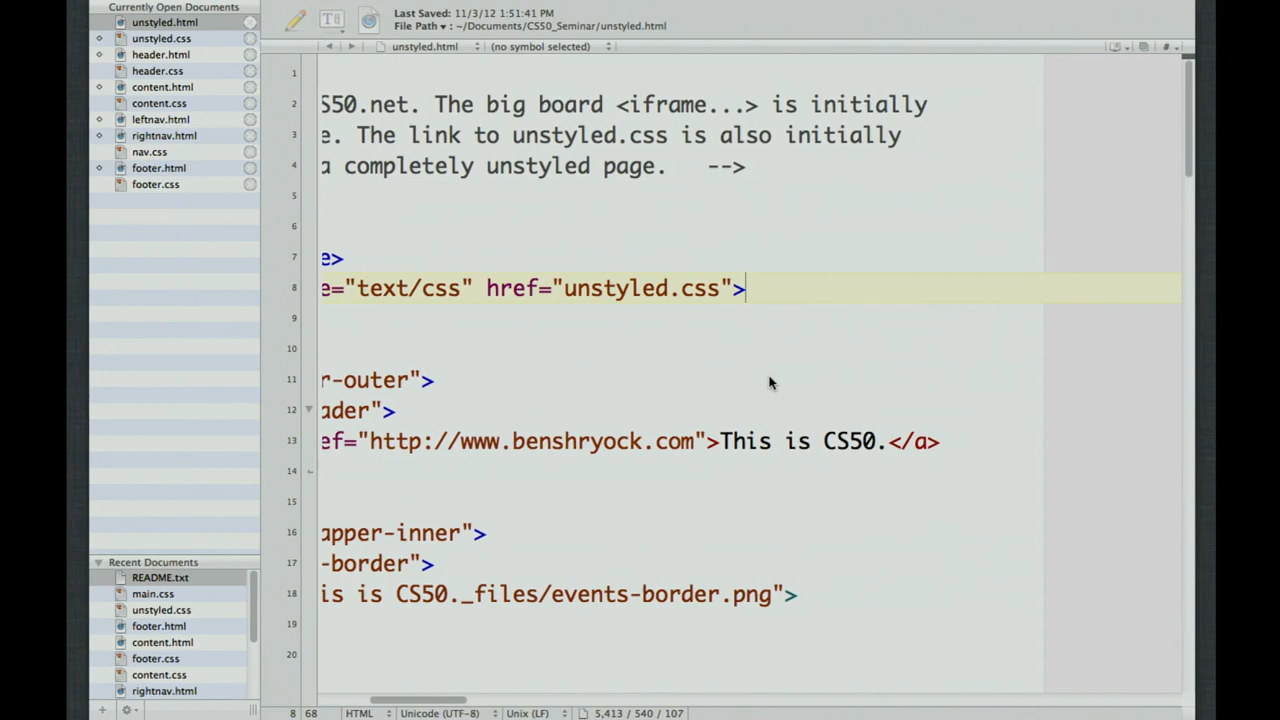 Currently Open Documents
unstyled.html
unstyled.css
header.html
header.css
content.html
content.css
leftnav.html
rightnav.html
nav.css
footer.html
footer.css
Recent Documents
README.txt
main.css
unstyled.css
footer.html
content.html
footer.css
content.css
rightnav.html
Last Saved: 11/3/12 1:51:41 PM
File Path ▾ : ~/Documents/CS50_Seminar/unstyled.html
unstyled.html (no symbol selected)
1
2 S50.net. The big board <iframe...> is initially
3 e. The link to unstyled.css is also initially
4 a completely unstyled page. -->
5
6
7 e>
8 e="text/css" href="unstyled.css">
9
10
11 r-outer">
12 ader">
13 ef="http://www.benshryock.com">This is CS50.</a>
14
15
16 apper-inner">
17 -border">
18 is is CS50._files/events-border.png">
19
20
8 68 HTML Unicode (UTF-8) Unix (LF) 5,413 / 540 / 107